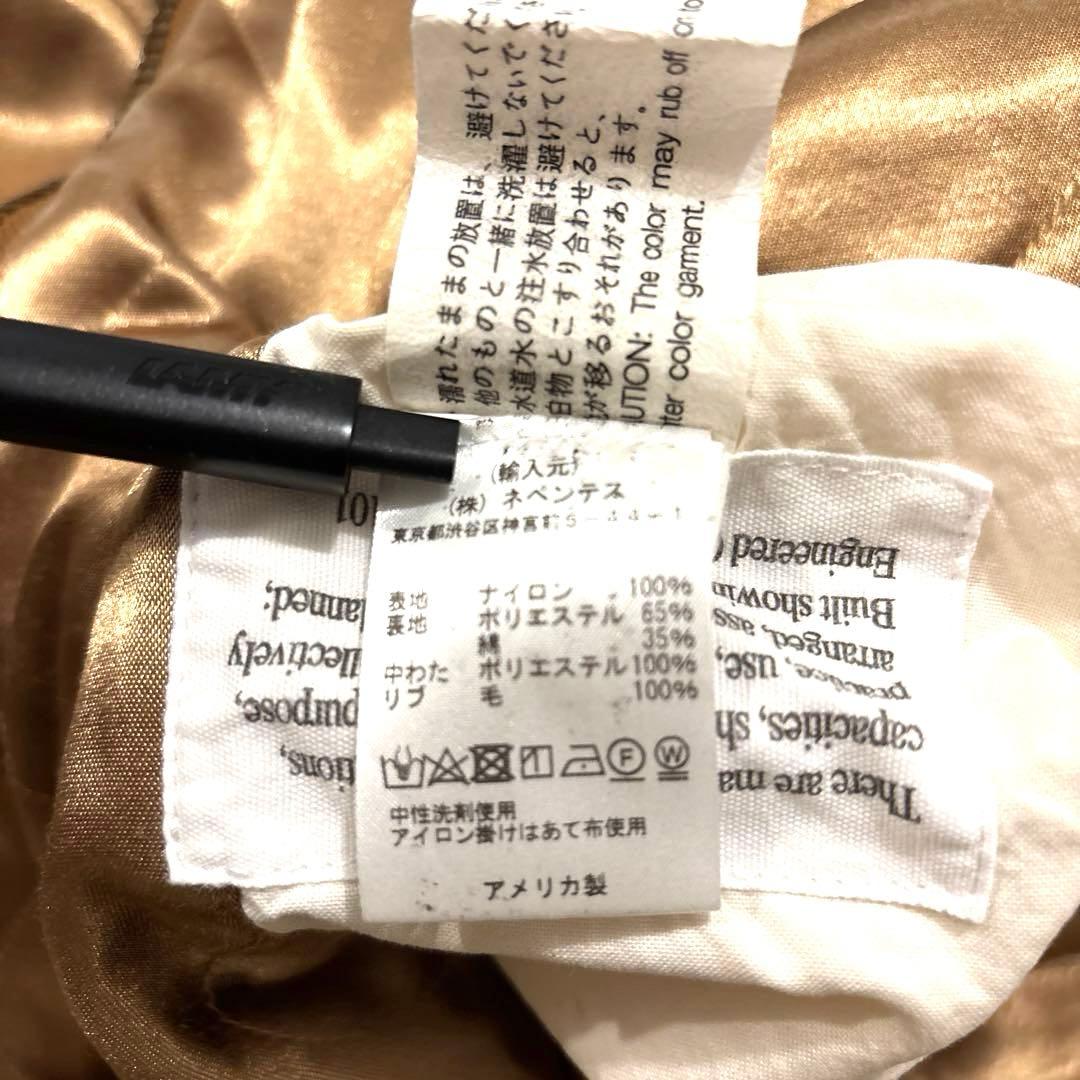 濡れたままの放置は、避けてくだ
他のものと一緒に洗濯しないでく
水道水の注水放置は避けてくださ
白物とこすり合わせると、
が移るおそれがあります。
UTION: The color may rub off
color garment.
LAMY
(輸入元)
(株) ネペンテス
東京都渋谷区神宮前5-44-1
表地 ナイロン 100%
裏地 ポリエステル 65%
綿 35%
中わた ポリエステル 100%
リブ 毛 100%
F W
中性洗剤使用
アイロン掛けはあて布使用
アメリカ製
There are ma tions,
capacities, sh purpose,
practice, use, llectively
arranged, ass lanned;
Built showin
Engineered 101